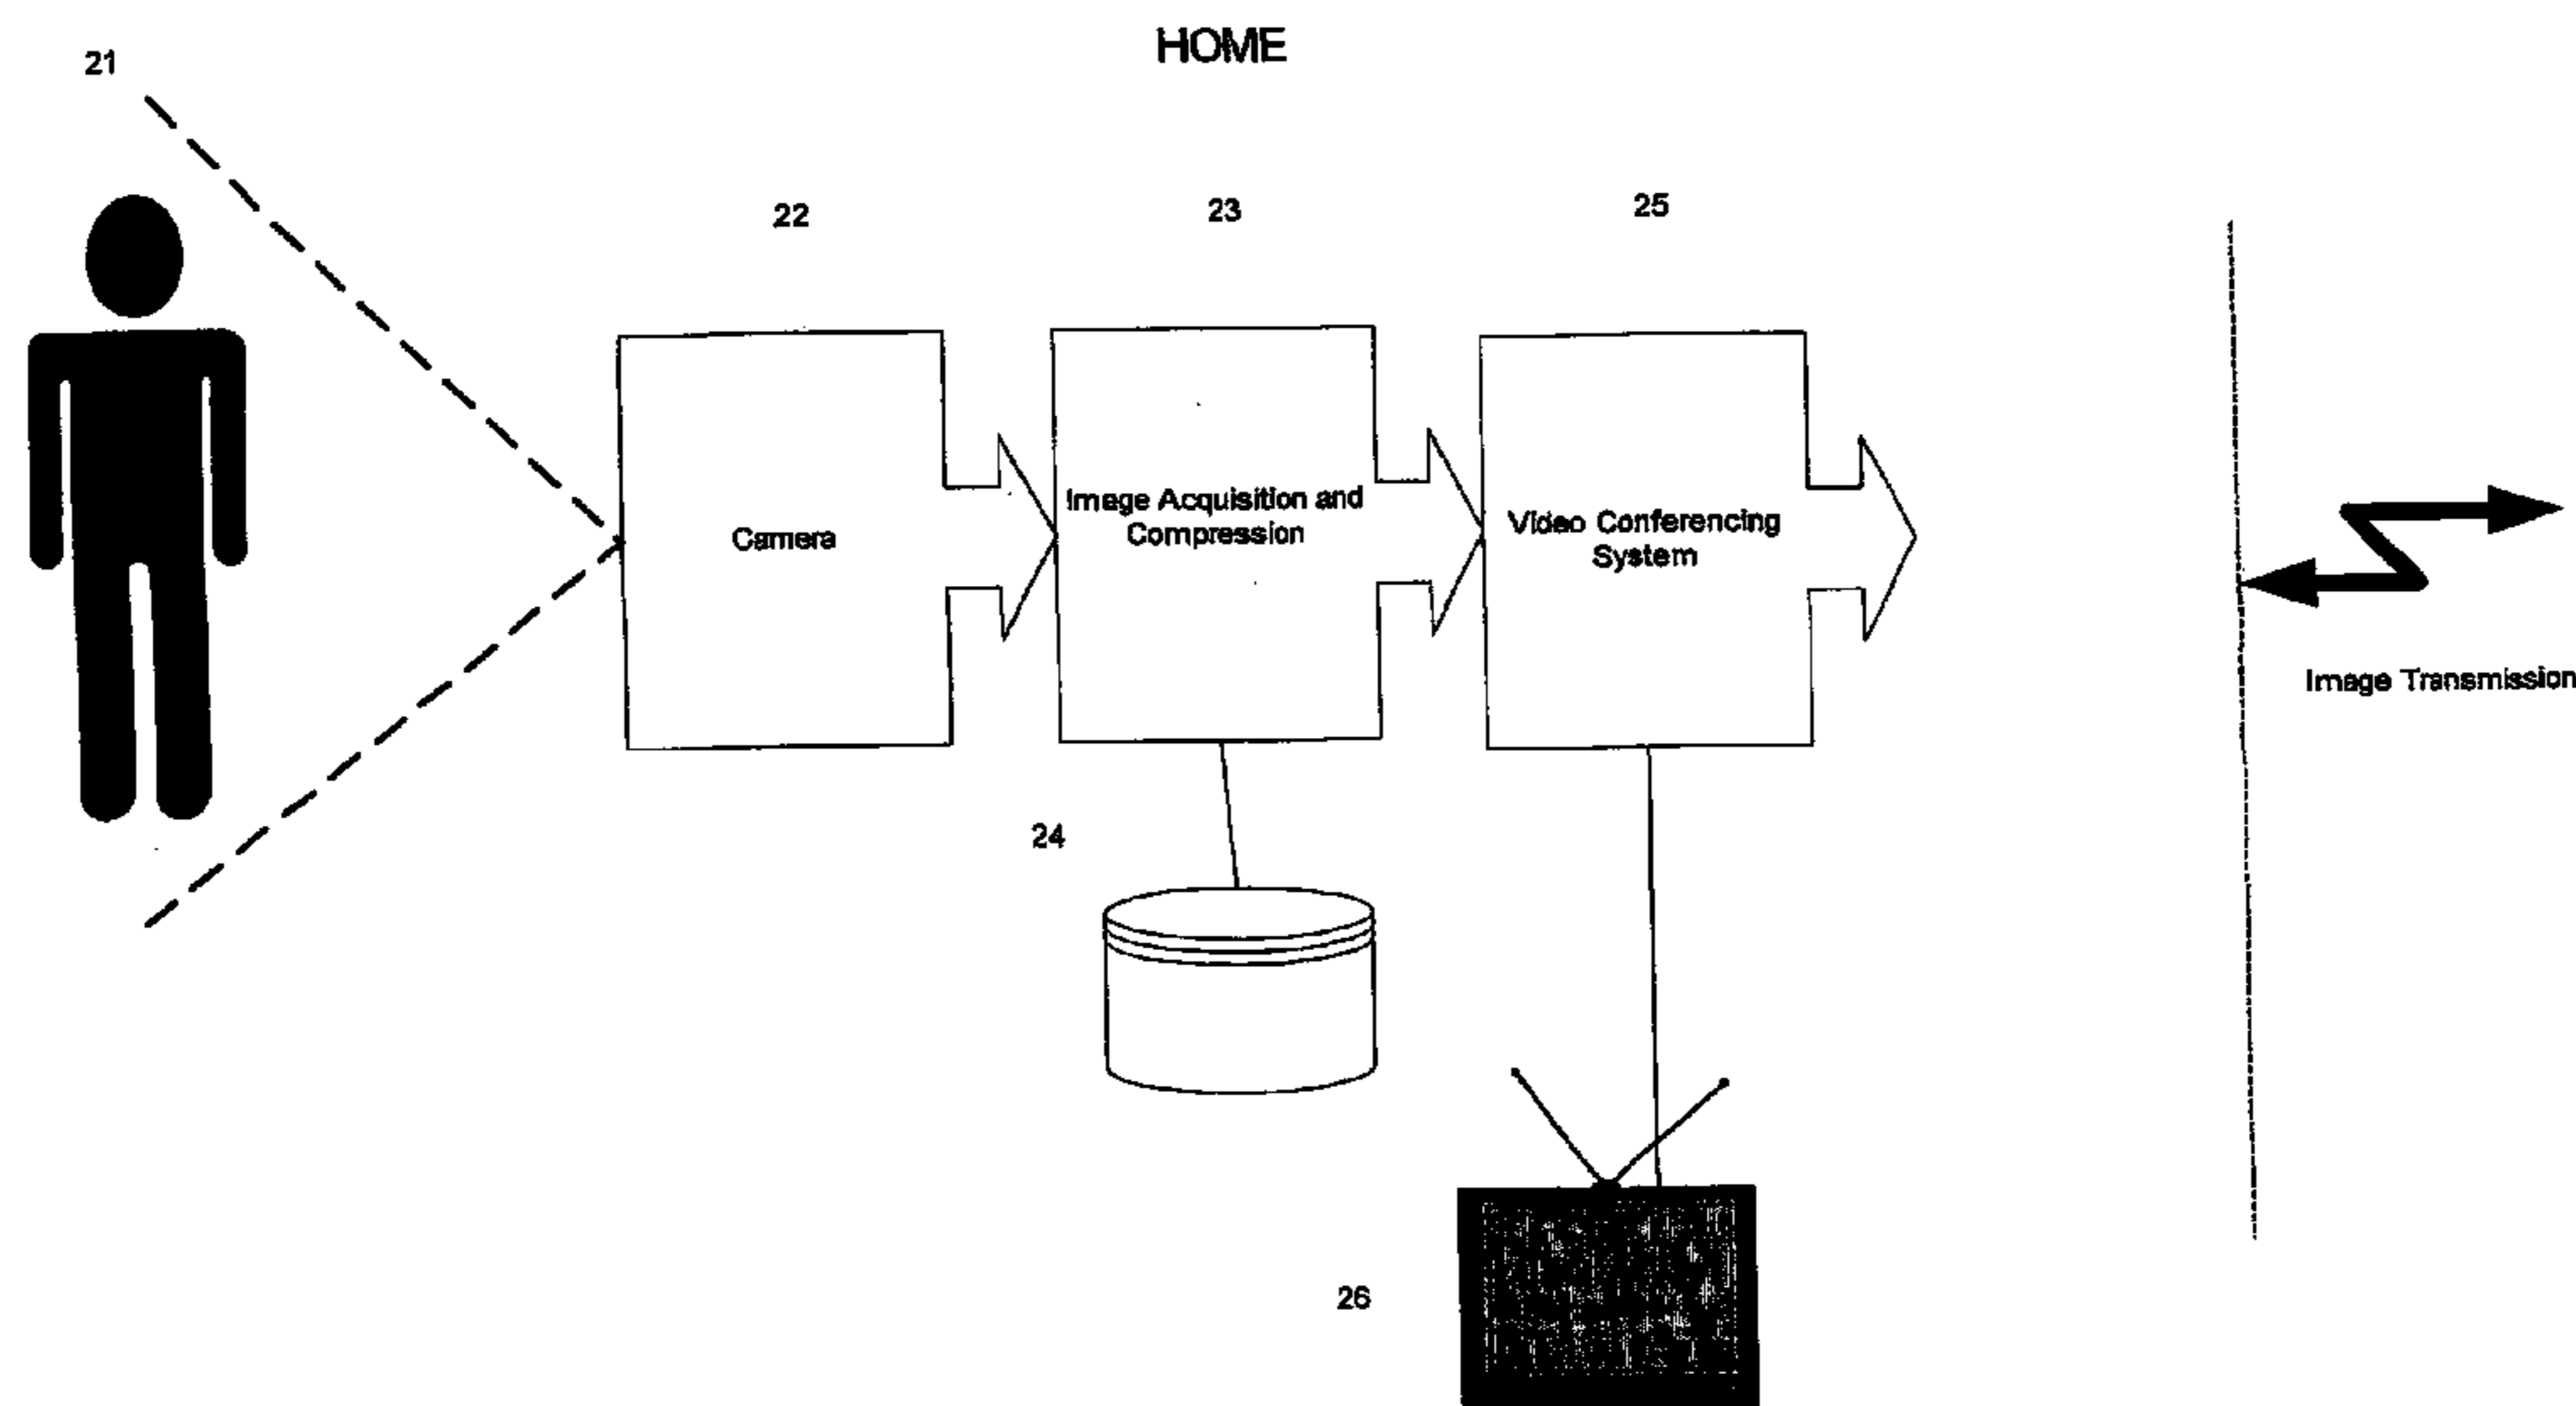 HOME
21
22
23
25
Camera
Image Acquisition and
Compression
Video Conferencing
System
Image Transmission
24
26